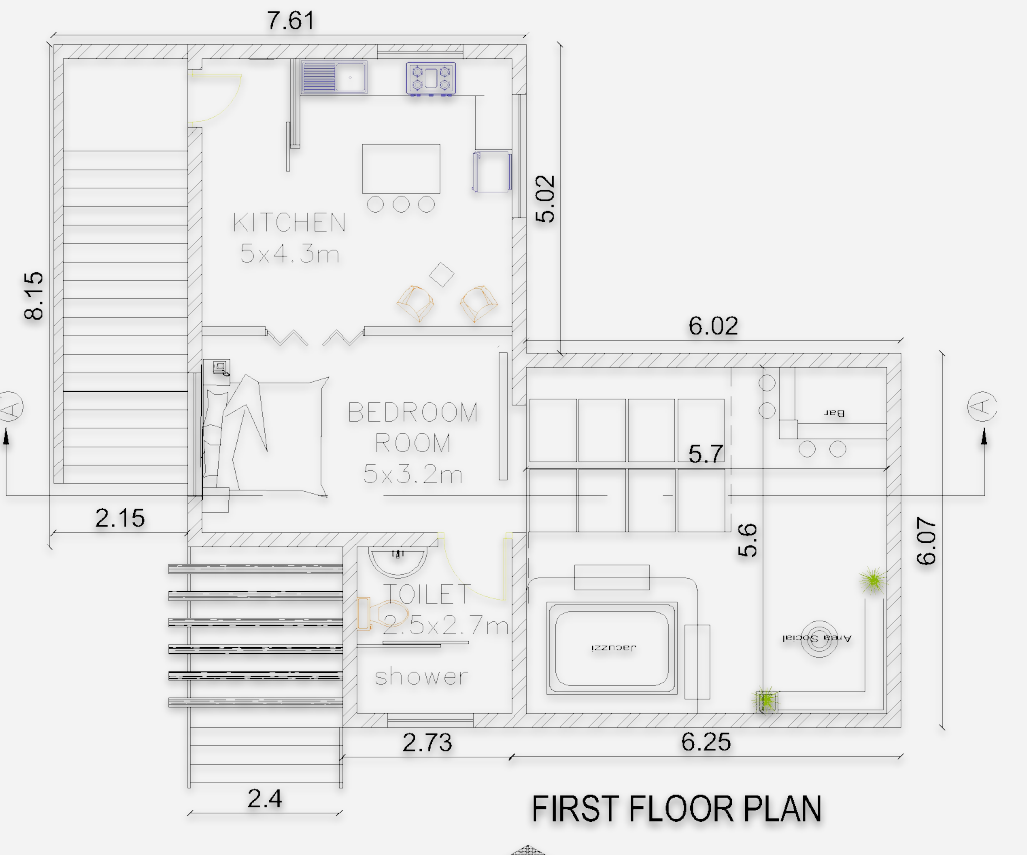 7.61
5.02
KITCHEN
5x4.3m
8.15
6.02
A
A
BEDROOM
ROOM
5x3.2m
Bar
5.7
2.15
5.6
6.07
TOILET
2.5x2.7m
Area Social
Jacuzzi
shower
2.73
6.25
2.4
FIRST FLOOR PLAN